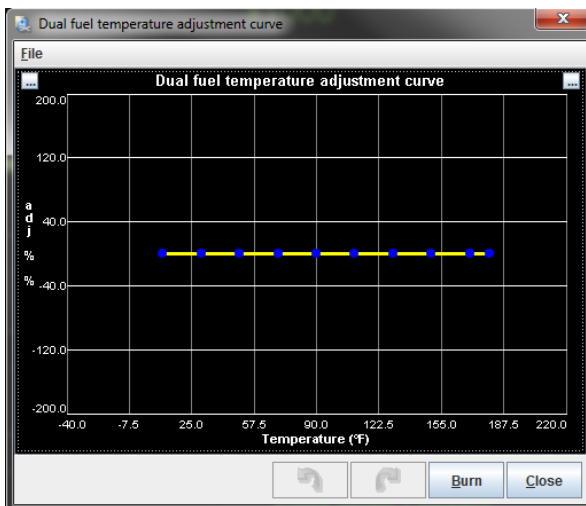 Dual fuel temperature adjustment curve
File
... Dual fuel temperature adjustment curve ...
200.0
120.0
40.0
-40.0
-120.0
-200.0
adj % %
-40.0 -7.5 25.0 57.5 90.0 122.5 155.0 187.5 220.0
Temperature (°F)
Burn Close